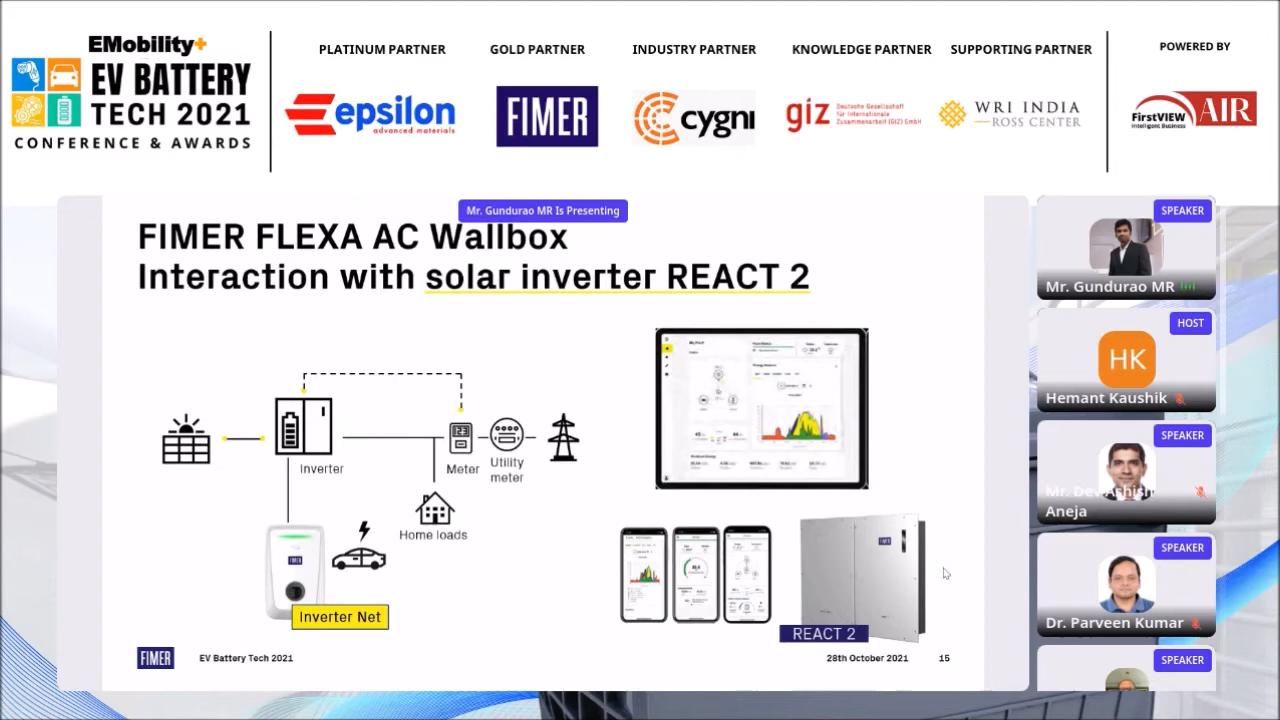 EMobility+
EV BATTERY
TECH 2021
CONFERENCE & AWARDS
PLATINUM PARTNER
GOLD PARTNER
INDUSTRY PARTNER
KNOWLEDGE PARTNER
SUPPORTING PARTNER
POWERED BY
epsilon
advanced materials
FIMER
cygni
giz
Deutsche Gesellschaft
für Internationale
Zusammenarbeit (GIZ) GmbH
WRI INDIA
ROSS CENTER
FirstVIEW
Intelligent Business
AIR
Mr. Gundurao MR Is Presenting
FIMER FLEXA AC Wallbox
Interaction with solar inverter REACT 2
Inverter
Meter
Utility
meter
Home loads
FIMER
Inverter Net
FIMER
REACT 2
FIMER
EV Battery Tech 2021
28th October 2021
15
SPEAKER
Mr. Gundurao MR
HOST
HK
Hemant Kaushik
SPEAKER
Mr. Dev Ashish
Aneja
SPEAKER
Dr. Parveen Kumar
SPEAKER